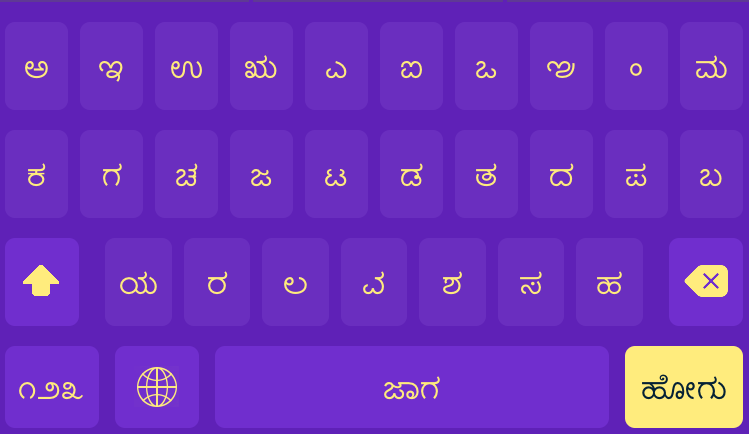 ಅ ಇ ಉ ಋ ಎ ಐ ಒ ಞ ಂ ಮ
ಕ ಗ ಚ ಜ ಟ ಡ ತ ದ ಪ ಬ
ಯ ರ ಲ ವ ಶ ಸ ಹ
೧೨೩ ಜಾಗ ಹೋಗು